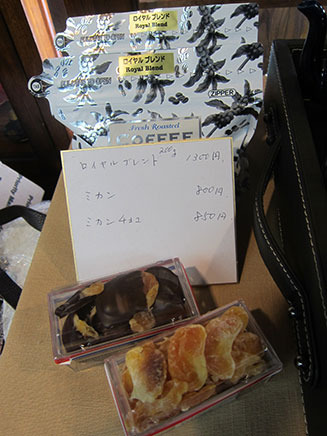 ロイヤル ブレンド
Royal Blend
ロイヤル ブレンド
Royal Blend
ZIPPER
Fresh Roasted
COFFEE
ロイヤル ブレンド 200g 1300円
ミカン 800円
ミカン4コ 850円